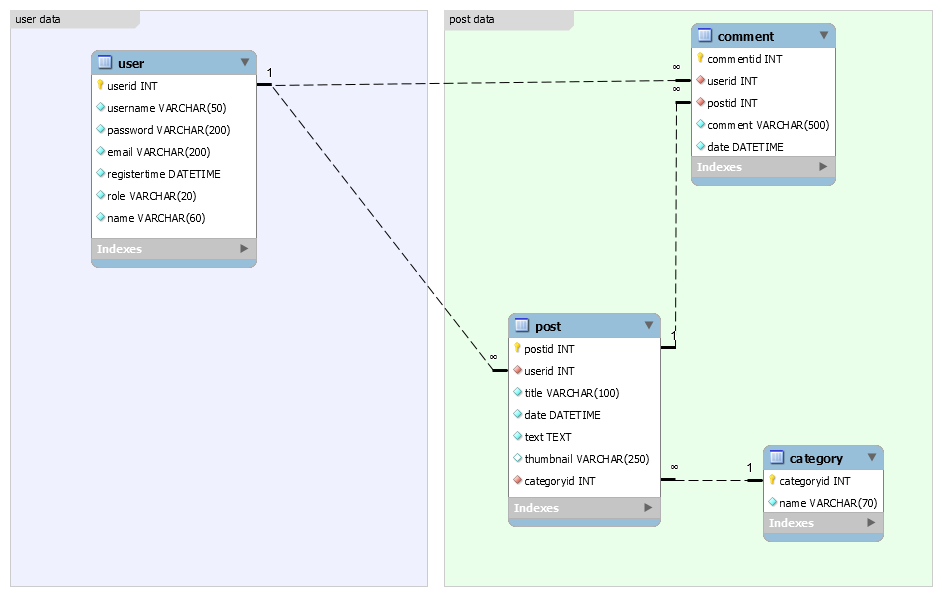 user data
user
userid INT
username VARCHAR(50)
password VARCHAR(200)
email VARCHAR(200)
registertime DATETIME
role VARCHAR(20)
name VARCHAR(60)
Indexes
1
post data
comment
commentid INT
userid INT
postid INT
comment VARCHAR(500)
date DATETIME
Indexes
∞
∞
post
postid INT
userid INT
title VARCHAR(100)
date DATETIME
text TEXT
thumbnail VARCHAR(250)
categoryid INT
Indexes
1
∞
∞
1
category
categoryid INT
name VARCHAR(70)
Indexes